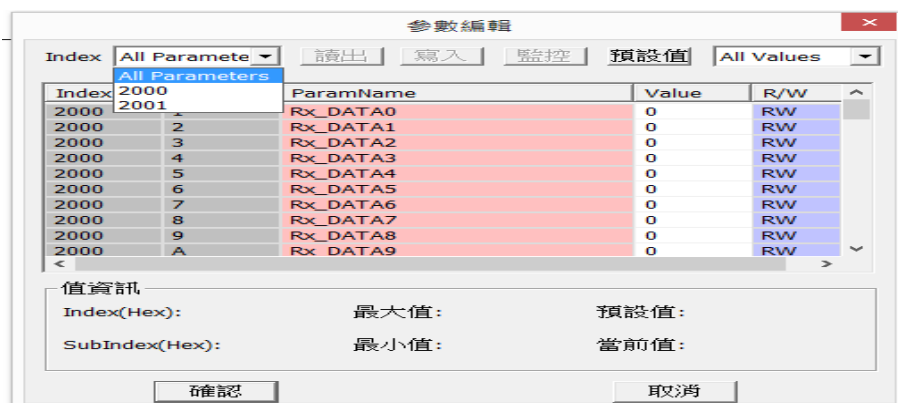 參數編輯
Index All Paramete 讀出 寫入 監控 預設值 All Values
All Parameters
2000
2001
Index ParamName Value R/W
2000 1 Rx_DATA0 0 RW
2000 2 Rx_DATA1 0 RW
2000 3 Rx_DATA2 0 RW
2000 4 Rx_DATA3 0 RW
2000 5 Rx_DATA4 0 RW
2000 6 Rx_DATA5 0 RW
2000 7 Rx_DATA6 0 RW
2000 8 Rx_DATA7 0 RW
2000 9 Rx_DATA8 0 RW
2000 A Rx_DATA9 0 RW
值資訊
Index(Hex): 最大值: 預設值:
SubIndex(Hex): 最小值: 當前值:
確認 取消